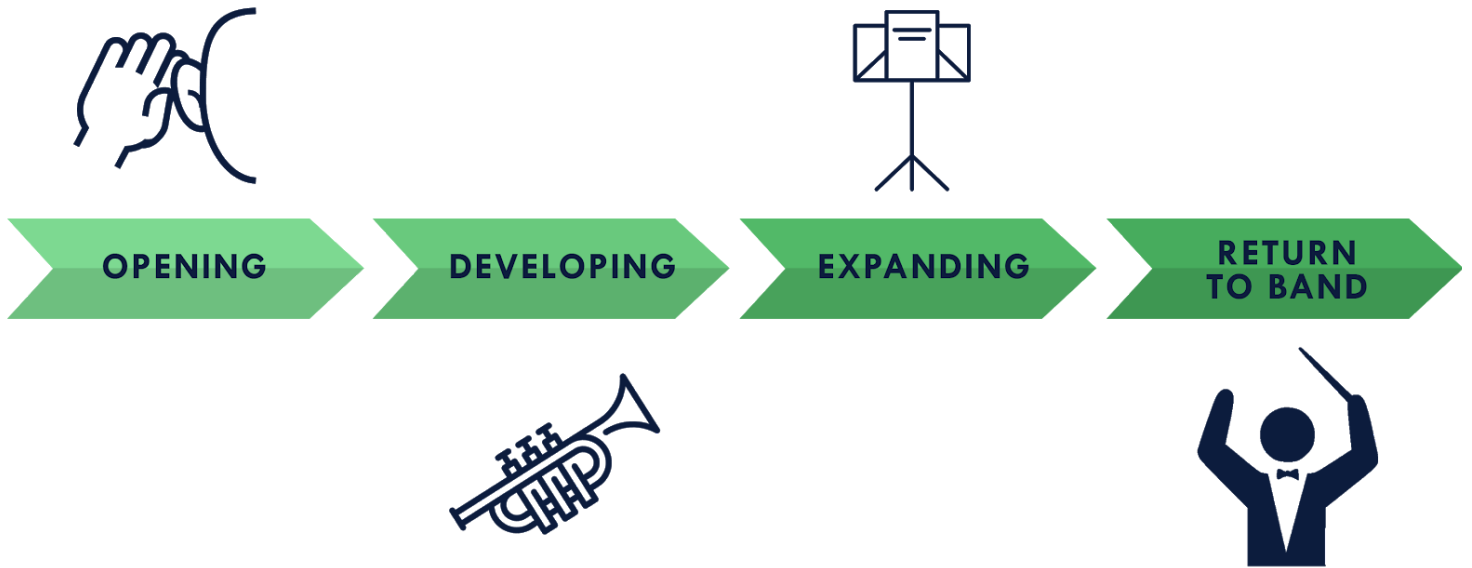 OPENING
DEVELOPING
EXPANDING
RETURN
TO BAND